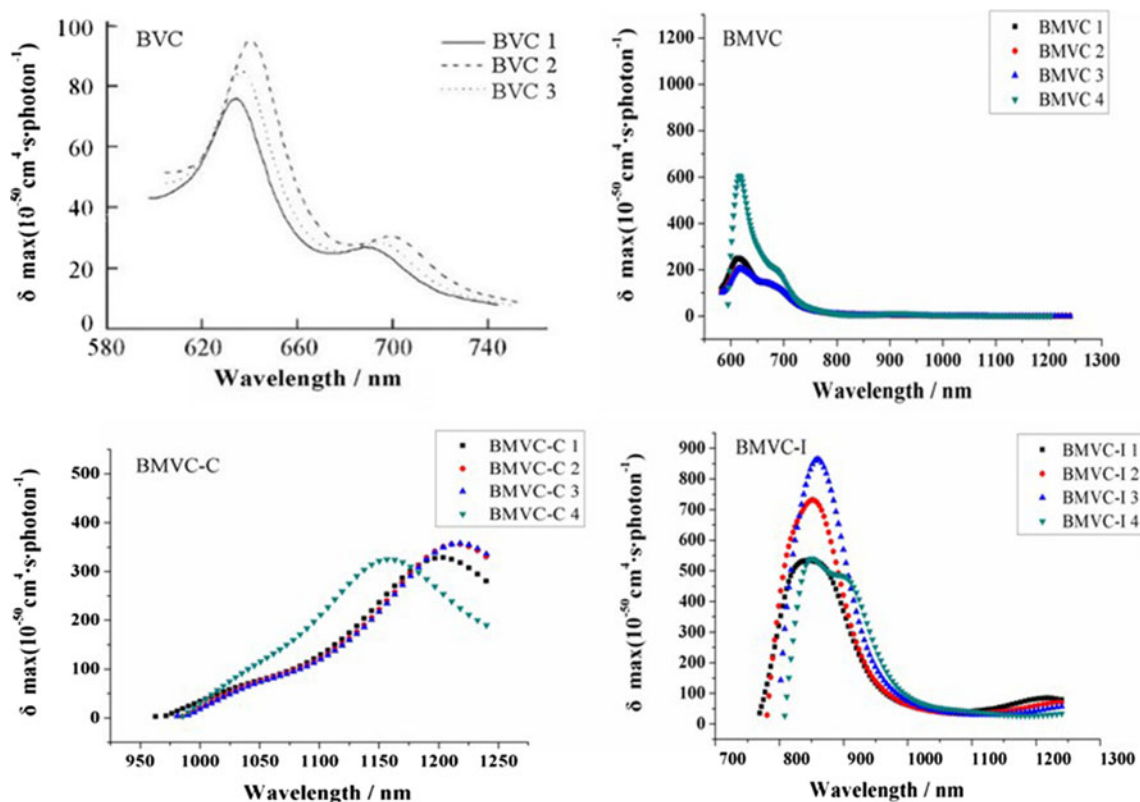 BVC
BVC 1
BVC 2
BVC 3
100
80
60
40
20
0
580 620 660 700 740
Wavelength / nm
δ max(10⁻⁵⁰cm⁴·s·photon⁻¹)
BMVC
BMVC 1
BMVC 2
BMVC 3
BMVC 4
1200
1000
800
600
400
200
0
600 700 800 900 1000 1100 1200 1300
Wavelength / nm
δ max(10⁻⁵⁰cm⁴·s·photon⁻¹)
BMVC-C
BMVC-C 1
BMVC-C 2
BMVC-C 3
BMVC-C 4
500
400
300
200
100
0
950 1000 1050 1100 1150 1200 1250
Wavelength / nm
δ max(10⁻⁵⁰cm⁴·s·photon⁻¹)
BMVC-I
BMVC-I 1
BMVC-I 2
BMVC-I 3
BMVC-I 4
900
800
700
600
500
400
300
200
100
0
700 800 900 1000 1100 1200 1300
Wavelength / nm
δ max(10⁻⁵⁰cm⁴·s·photon⁻¹)